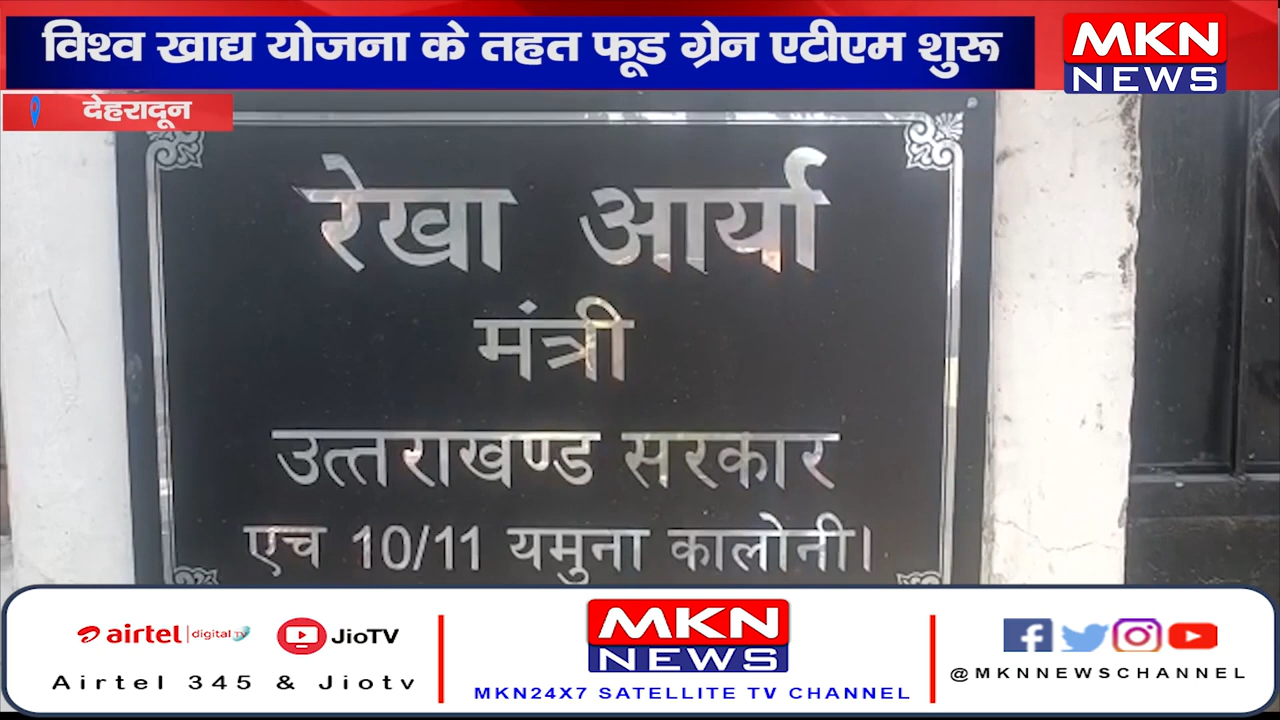 विश्व खाद्य योजना के तहत फूड ग्रेन एटीएम शुरू
MKN
NEWS
देहरादून
रेखा आर्या
मंत्री
उत्तराखण्ड सरकार
एच 10/11 यमुना कालोनी।
airtel digital TV
JioTV
Airtel 345 & Jiotv
MKN
NEWS
MKN24X7 SATELLITE TV CHANNEL
@MKNNEWSCHANNEL